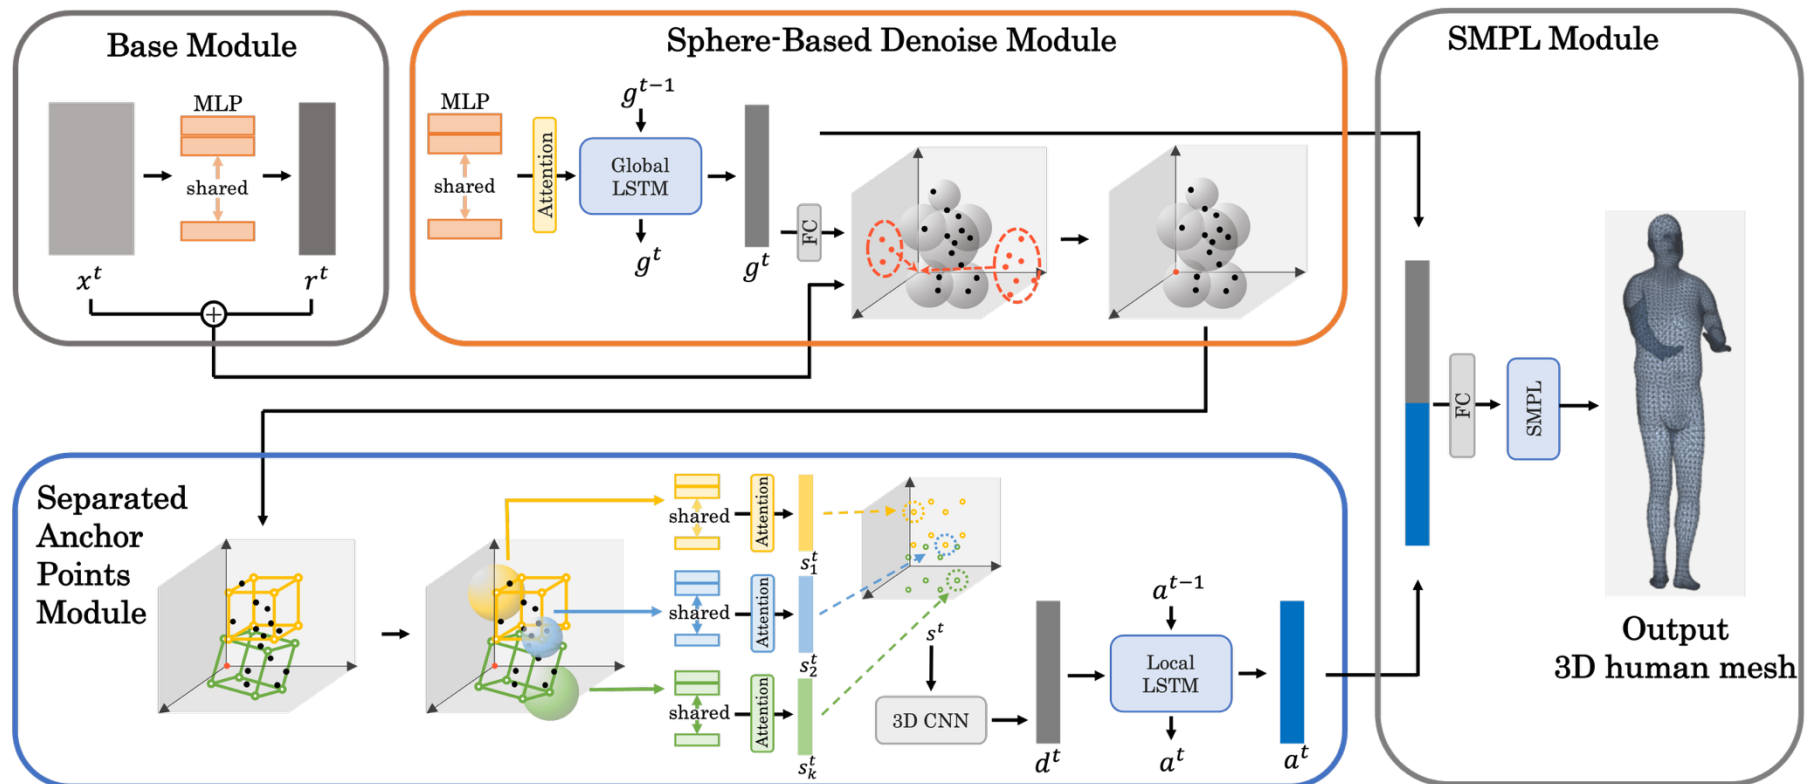 Base Module
MLP
shared
x^t
r^t
+
Sphere-Based Denoise Module
MLP
shared
Attention
g^{t-1}
Global
LSTM
g^t
g^t
FC
SMPL Module
FC
SMPL
Output
3D human mesh
Separated
Anchor
Points
Module
shared
Attention
s_1^t
shared
Attention
s_2^t
shared
Attention
s_k^t
s^t
3D CNN
d^t
a^{t-1}
Local
LSTM
a^t
a^t